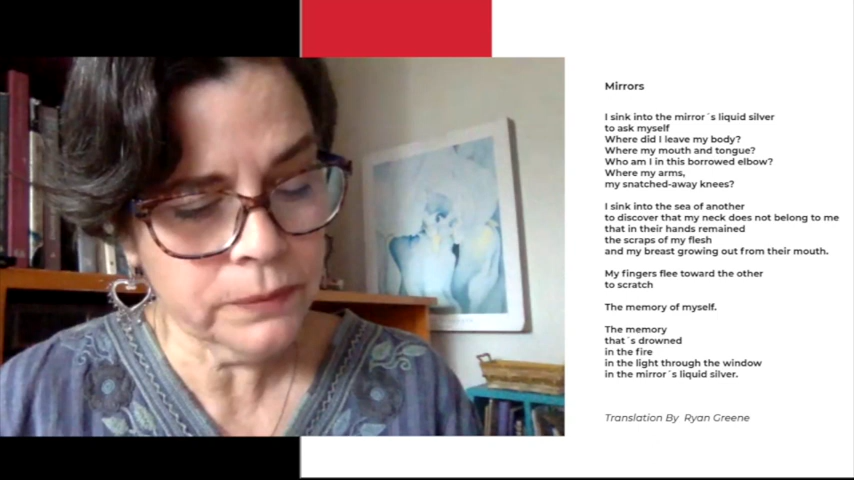 Mirrors
I sink into the mirror´s liquid silver
to ask myself
Where did I leave my body?
Where my mouth and tongue?
Who am I in this borrowed elbow?
Where my arms,
my snatched-away knees?
I sink into the sea of another
to discover that my neck does not belong to me
that in their hands remained
the scraps of my flesh
and my breast growing out from their mouth.
My fingers flee toward the other
to scratch
The memory of myself.
The memory
that´s drowned
in the fire
in the light through the window
in the mirror´s liquid silver.
Translation By Ryan Greene